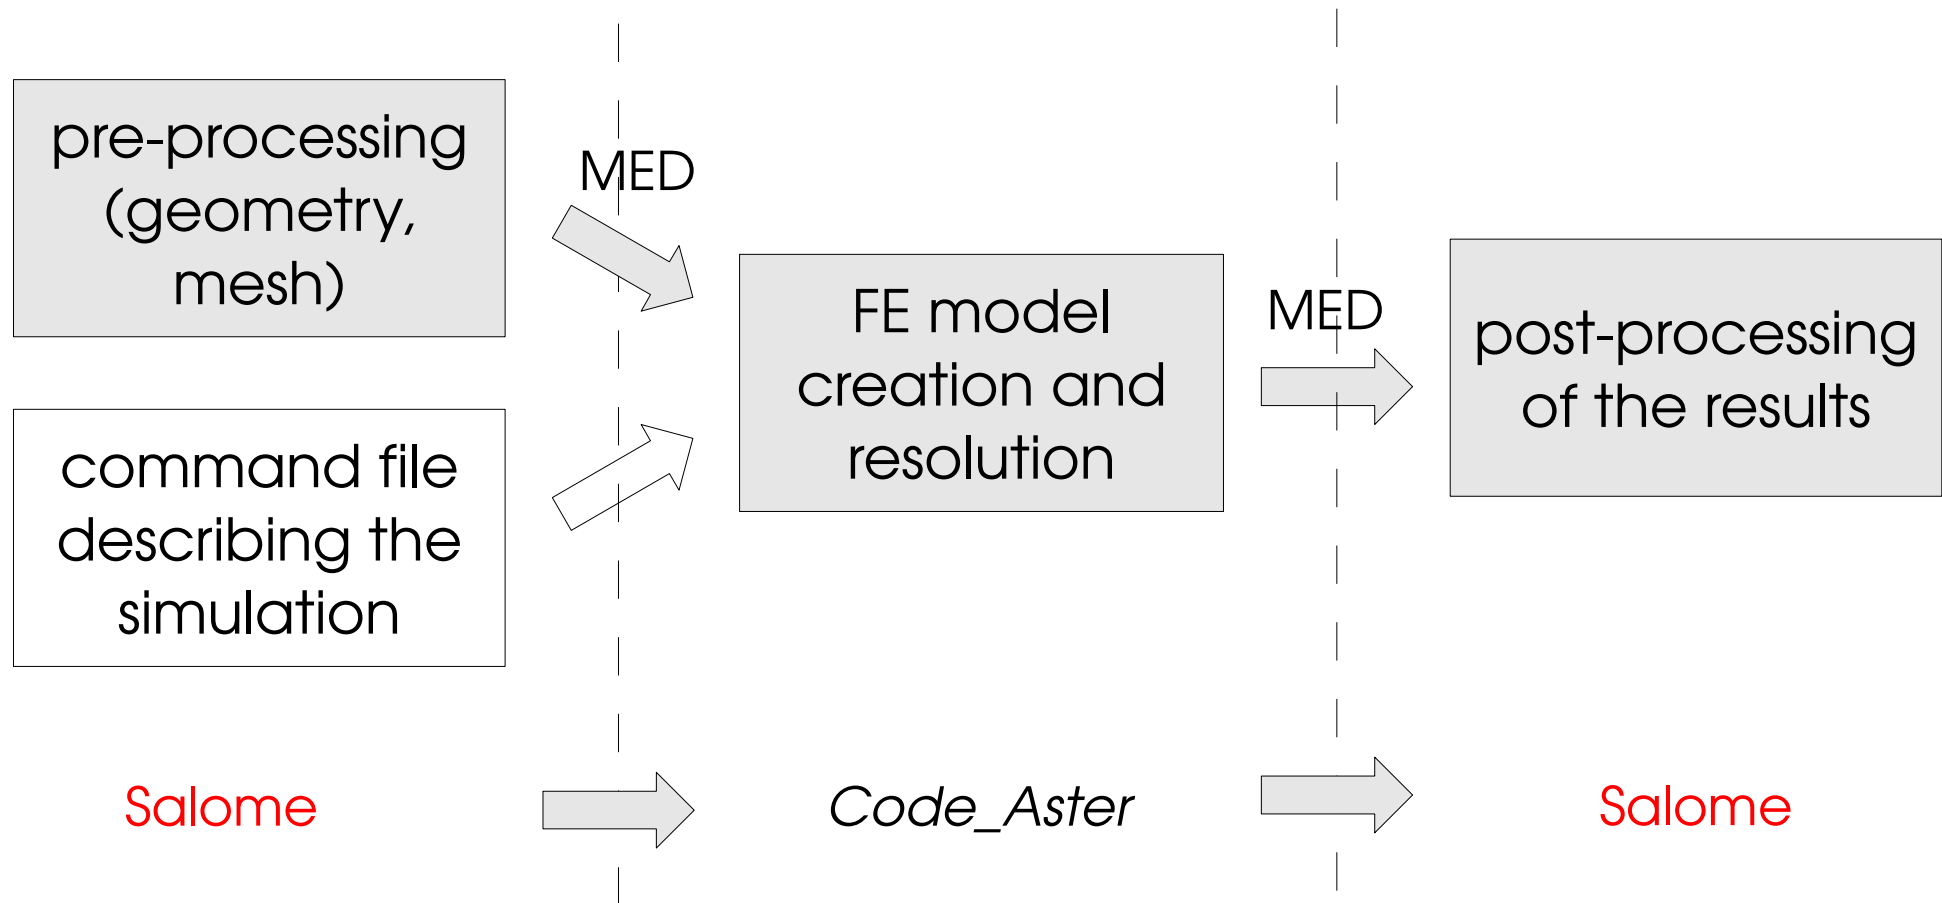 pre-processing
(geometry,
mesh)
MED
command file
describing the
simulation
FE model
creation and
resolution
MED
post-processing
of the results
Salome
Code_Aster
Salome